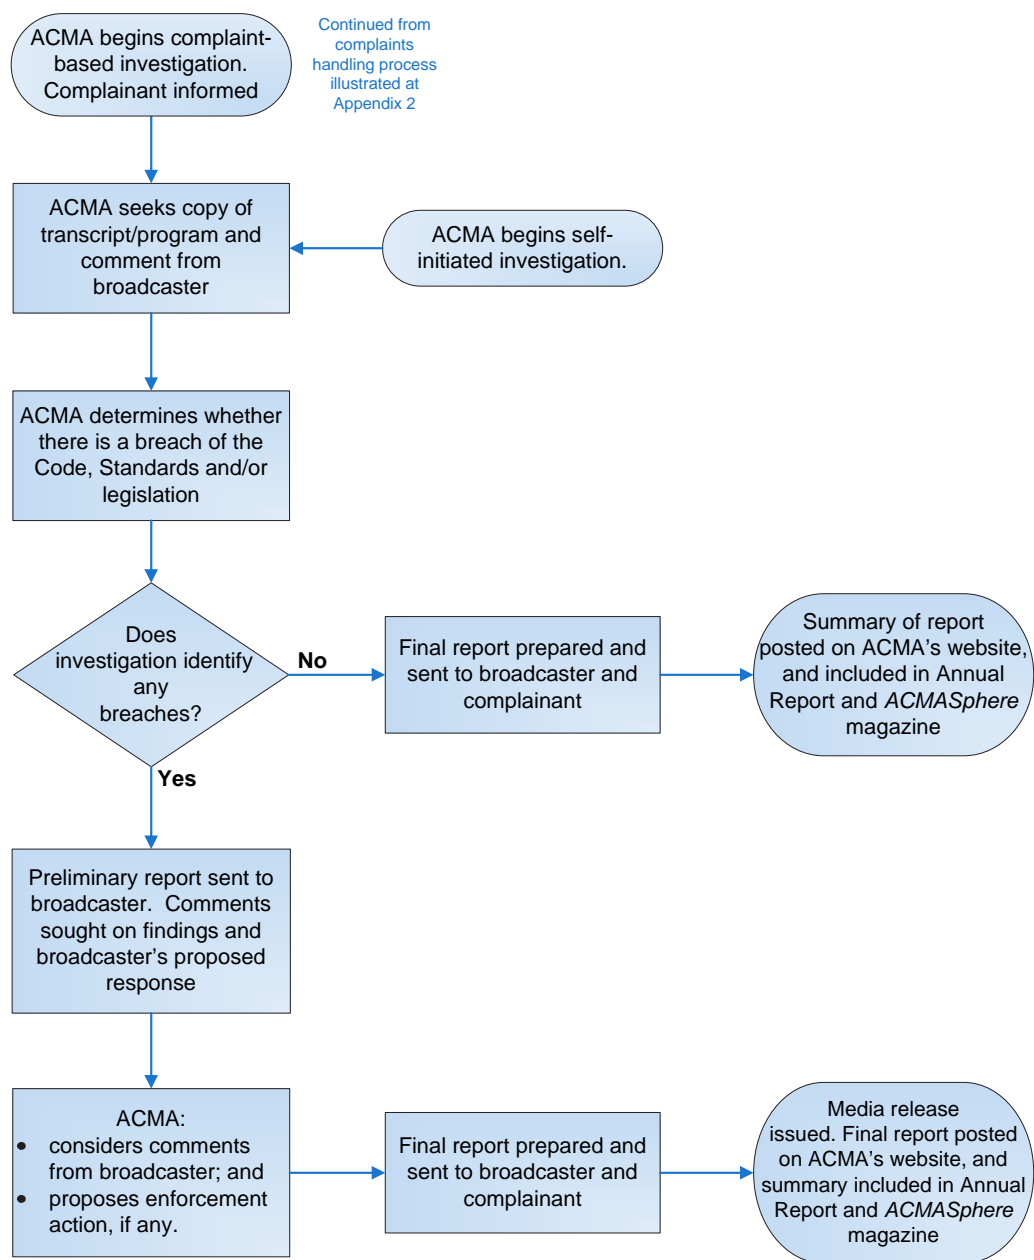 ACMA begins complaint-
based investigation.
Complainant informed
Continued from
complaints
handling process
illustrated at
Appendix 2
ACMA seeks copy of
transcript/program and
comment from
broadcaster
ACMA begins self-
initiated investigation.
ACMA determines whether
there is a breach of the
Code, Standards and/or
legislation
Does
investigation identify
any
breaches?
No
Final report prepared and
sent to broadcaster and
complainant
Summary of report
posted on ACMA’s website,
and included in Annual
Report and ACMASphere
magazine
Yes
Preliminary report sent to
broadcaster.  Comments
sought on findings and
broadcaster’s proposed
response
ACMA:
• considers comments
from broadcaster; and
• proposes enforcement
action, if any.
Final report prepared and
sent to broadcaster and
complainant
Media release
issued. Final report posted
on ACMA’s website, and
summary included in Annual
Report and ACMASphere
magazine